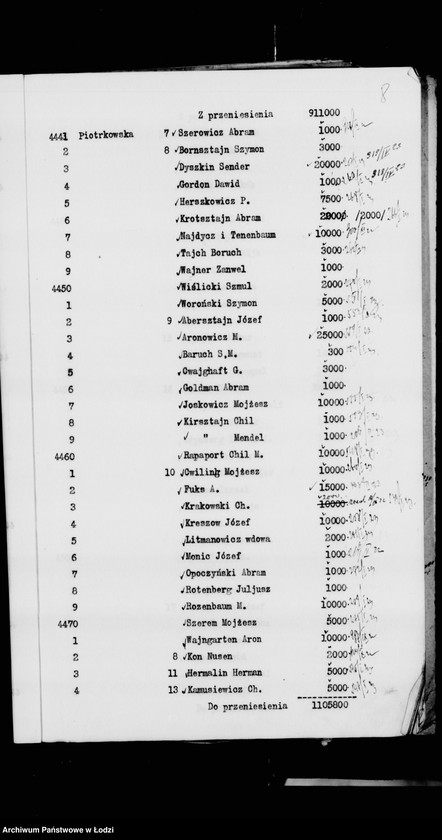 8
Z przeniesienia 911000
4441 Piotrkowska 7 ✓Szerowicz Abram 1000
2 8 ✓Bornsztajn Szymon 3000
3 ✓Dyszkin Sender 20000
4 ✓Gordon Dawid 1000
5 ✓Herszkowicz P. 7500
6 ✓Krotsztajn Abram /2000/
7 ✓Najdycz i Tenenbaum 10000
8 ✓Tajch Boruch 3000
9 ✓Wajner Zanwel 1000
4450 ✓Wiślicki Szmul 2000
1 ✓Woroński Szymon 5000
2 9 ✓Abersztajn Józef 1000
3 ✓Aronowicz M. ✓25000
4 ✓Baruch S,M. 300
5 ✓Cwajghaft G. 3000
6 ✓Goldman Abram 1000
7 ✓Joskowicz Mojżesz 10000
8 ✓Kirsztajn Chil 1000
9 ✓ " Mendel 1000
4460 ✓Rapaport Chil M. 10000
1 10 ✓Cwiling Mojżesz 10000
2 ✓Fuks A. ✓15000
3 ✓Krakowski Ch. 10000
4 ✓Kreszow Józef 10000
5 ✓Litmanowicz wdowa 2000
6 ✓Monic Józef 1000
7 ✓Opoczyński Abram 1000
8 ✓Rotenberg Juljusz 1000
9 ✓Rozenbaum M. 10000
4470 ✓Szerem Mojżesz 5000
1 ✓Wajngarten Aron 10000
2 8 ✓Kon Nusen 2000
3 11 ✓Hermalin Herman 5000
4 13 ✓Kamusiewicz Ch. 5000
Do przeniesienia 1105800
Archiwum Państwowe w Łodzi